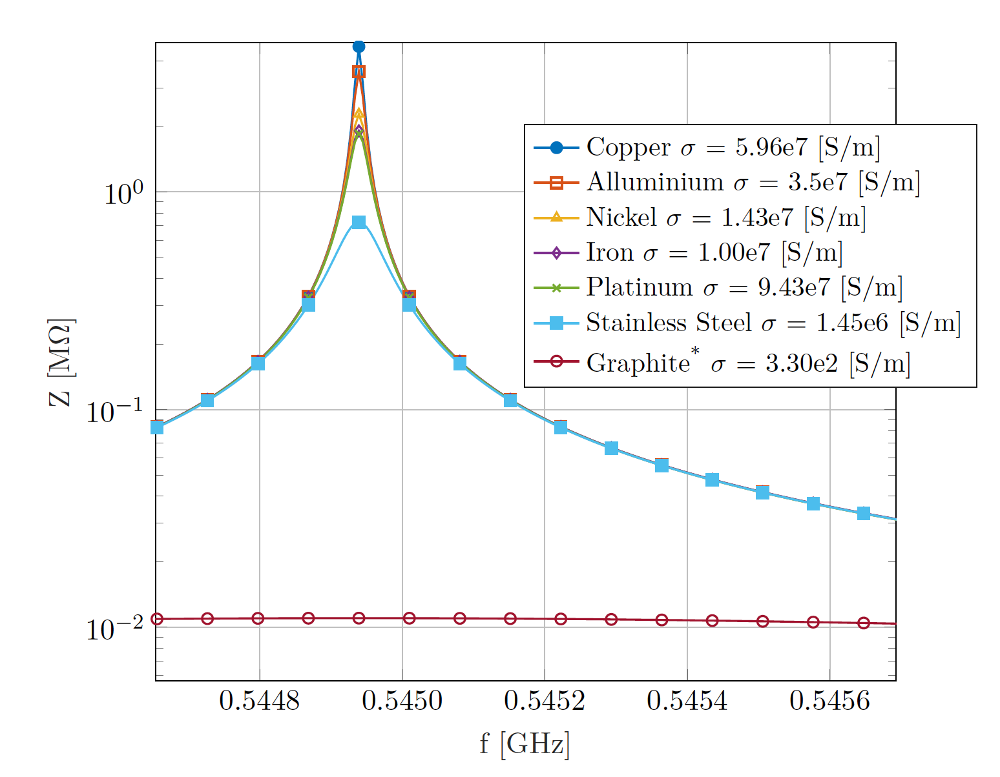 Copper σ = 5.96e7 [S/m]
Alluminium σ = 3.5e7 [S/m]
Nickel σ = 1.43e7 [S/m]
Iron σ = 1.00e7 [S/m]
Platinum σ = 9.43e7 [S/m]
Stainless Steel σ = 1.45e6 [S/m]
Graphite* σ = 3.30e2 [S/m]
Z [MΩ]
10⁰
10⁻¹
10⁻²
0.5448 0.5450 0.5452 0.5454 0.5456
f [GHz]